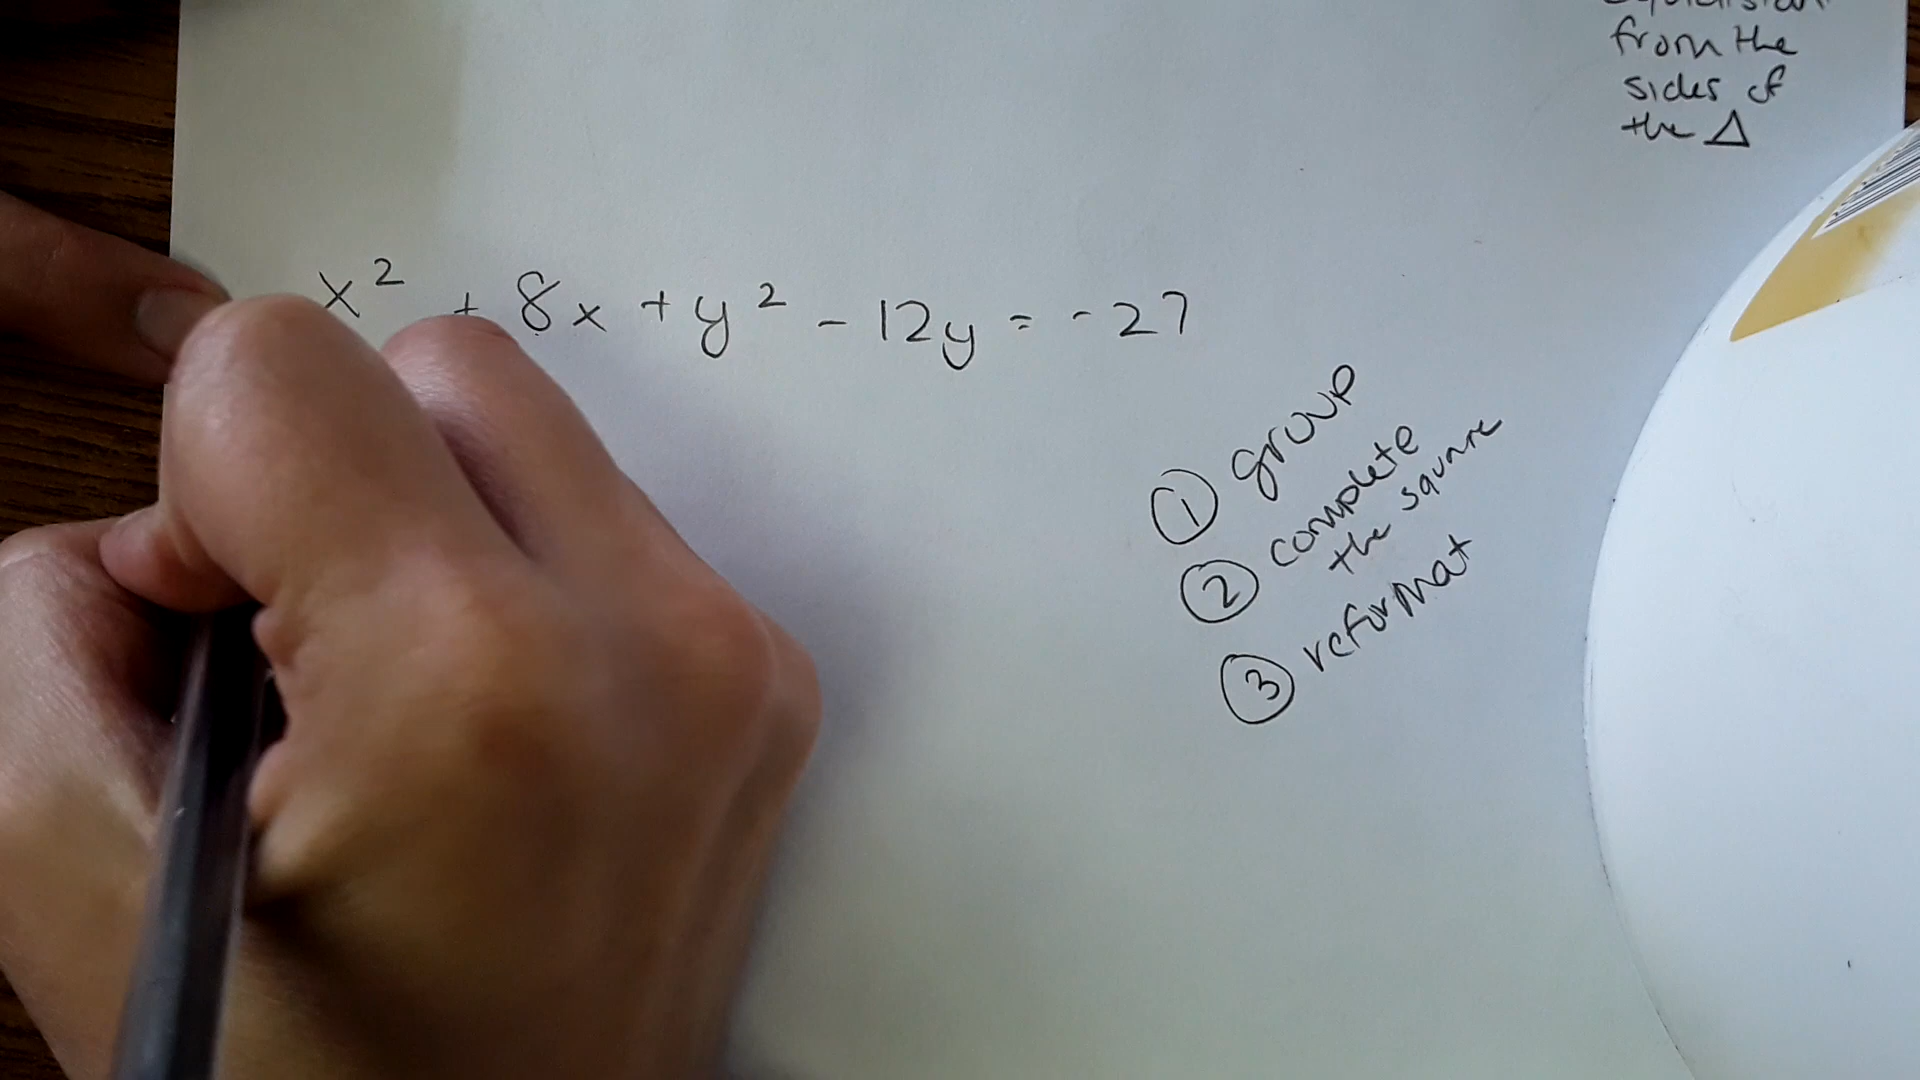 from the
sides of
the Δ
x² + 8x + y² - 12y = -27
① group
② complete
the square
③ reformat